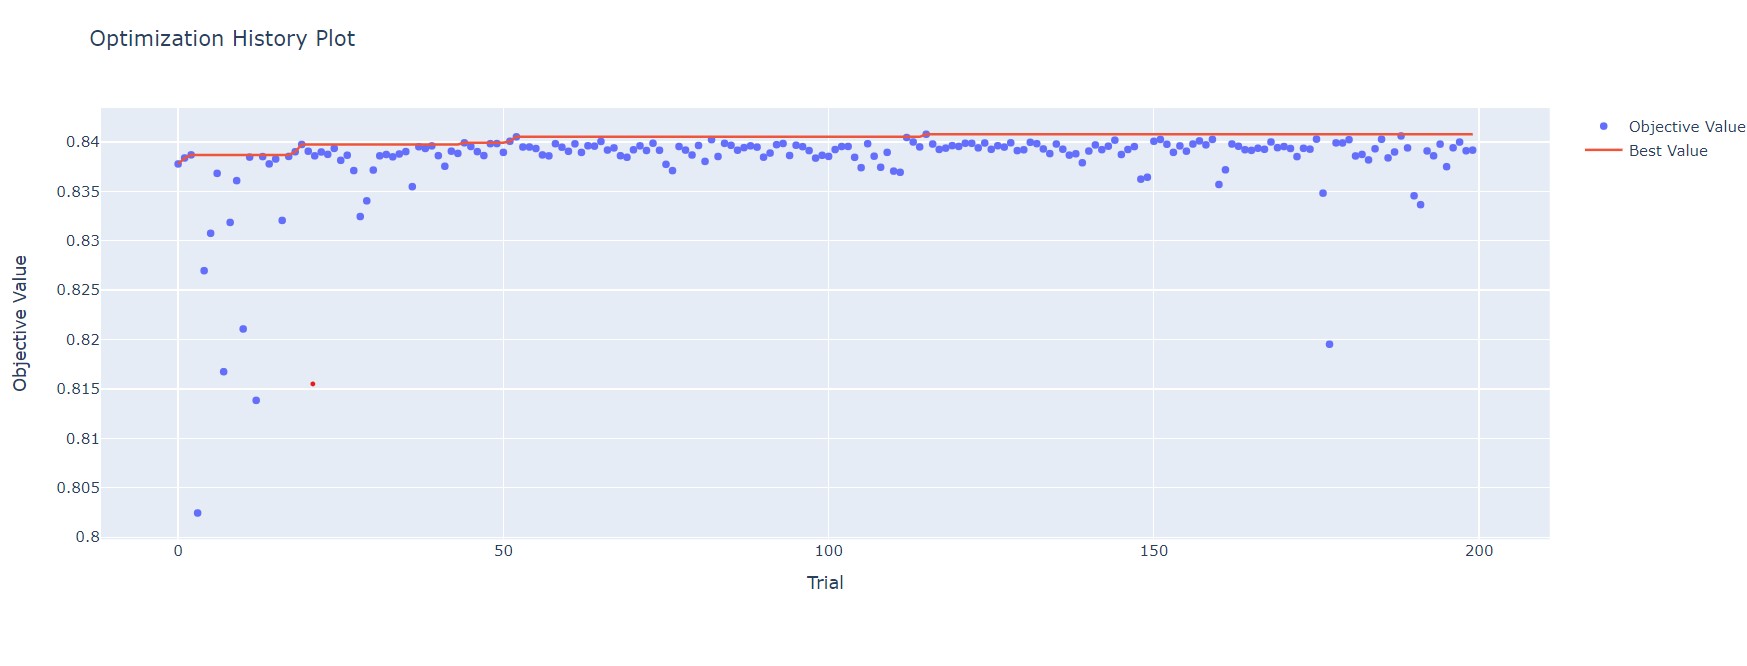 Optimization History Plot
Objective Value
Best Value
0.84
0.835
0.83
0.825
0.82
0.815
0.81
0.805
0.8
Objective Value
0
50
100
150
200
Trial